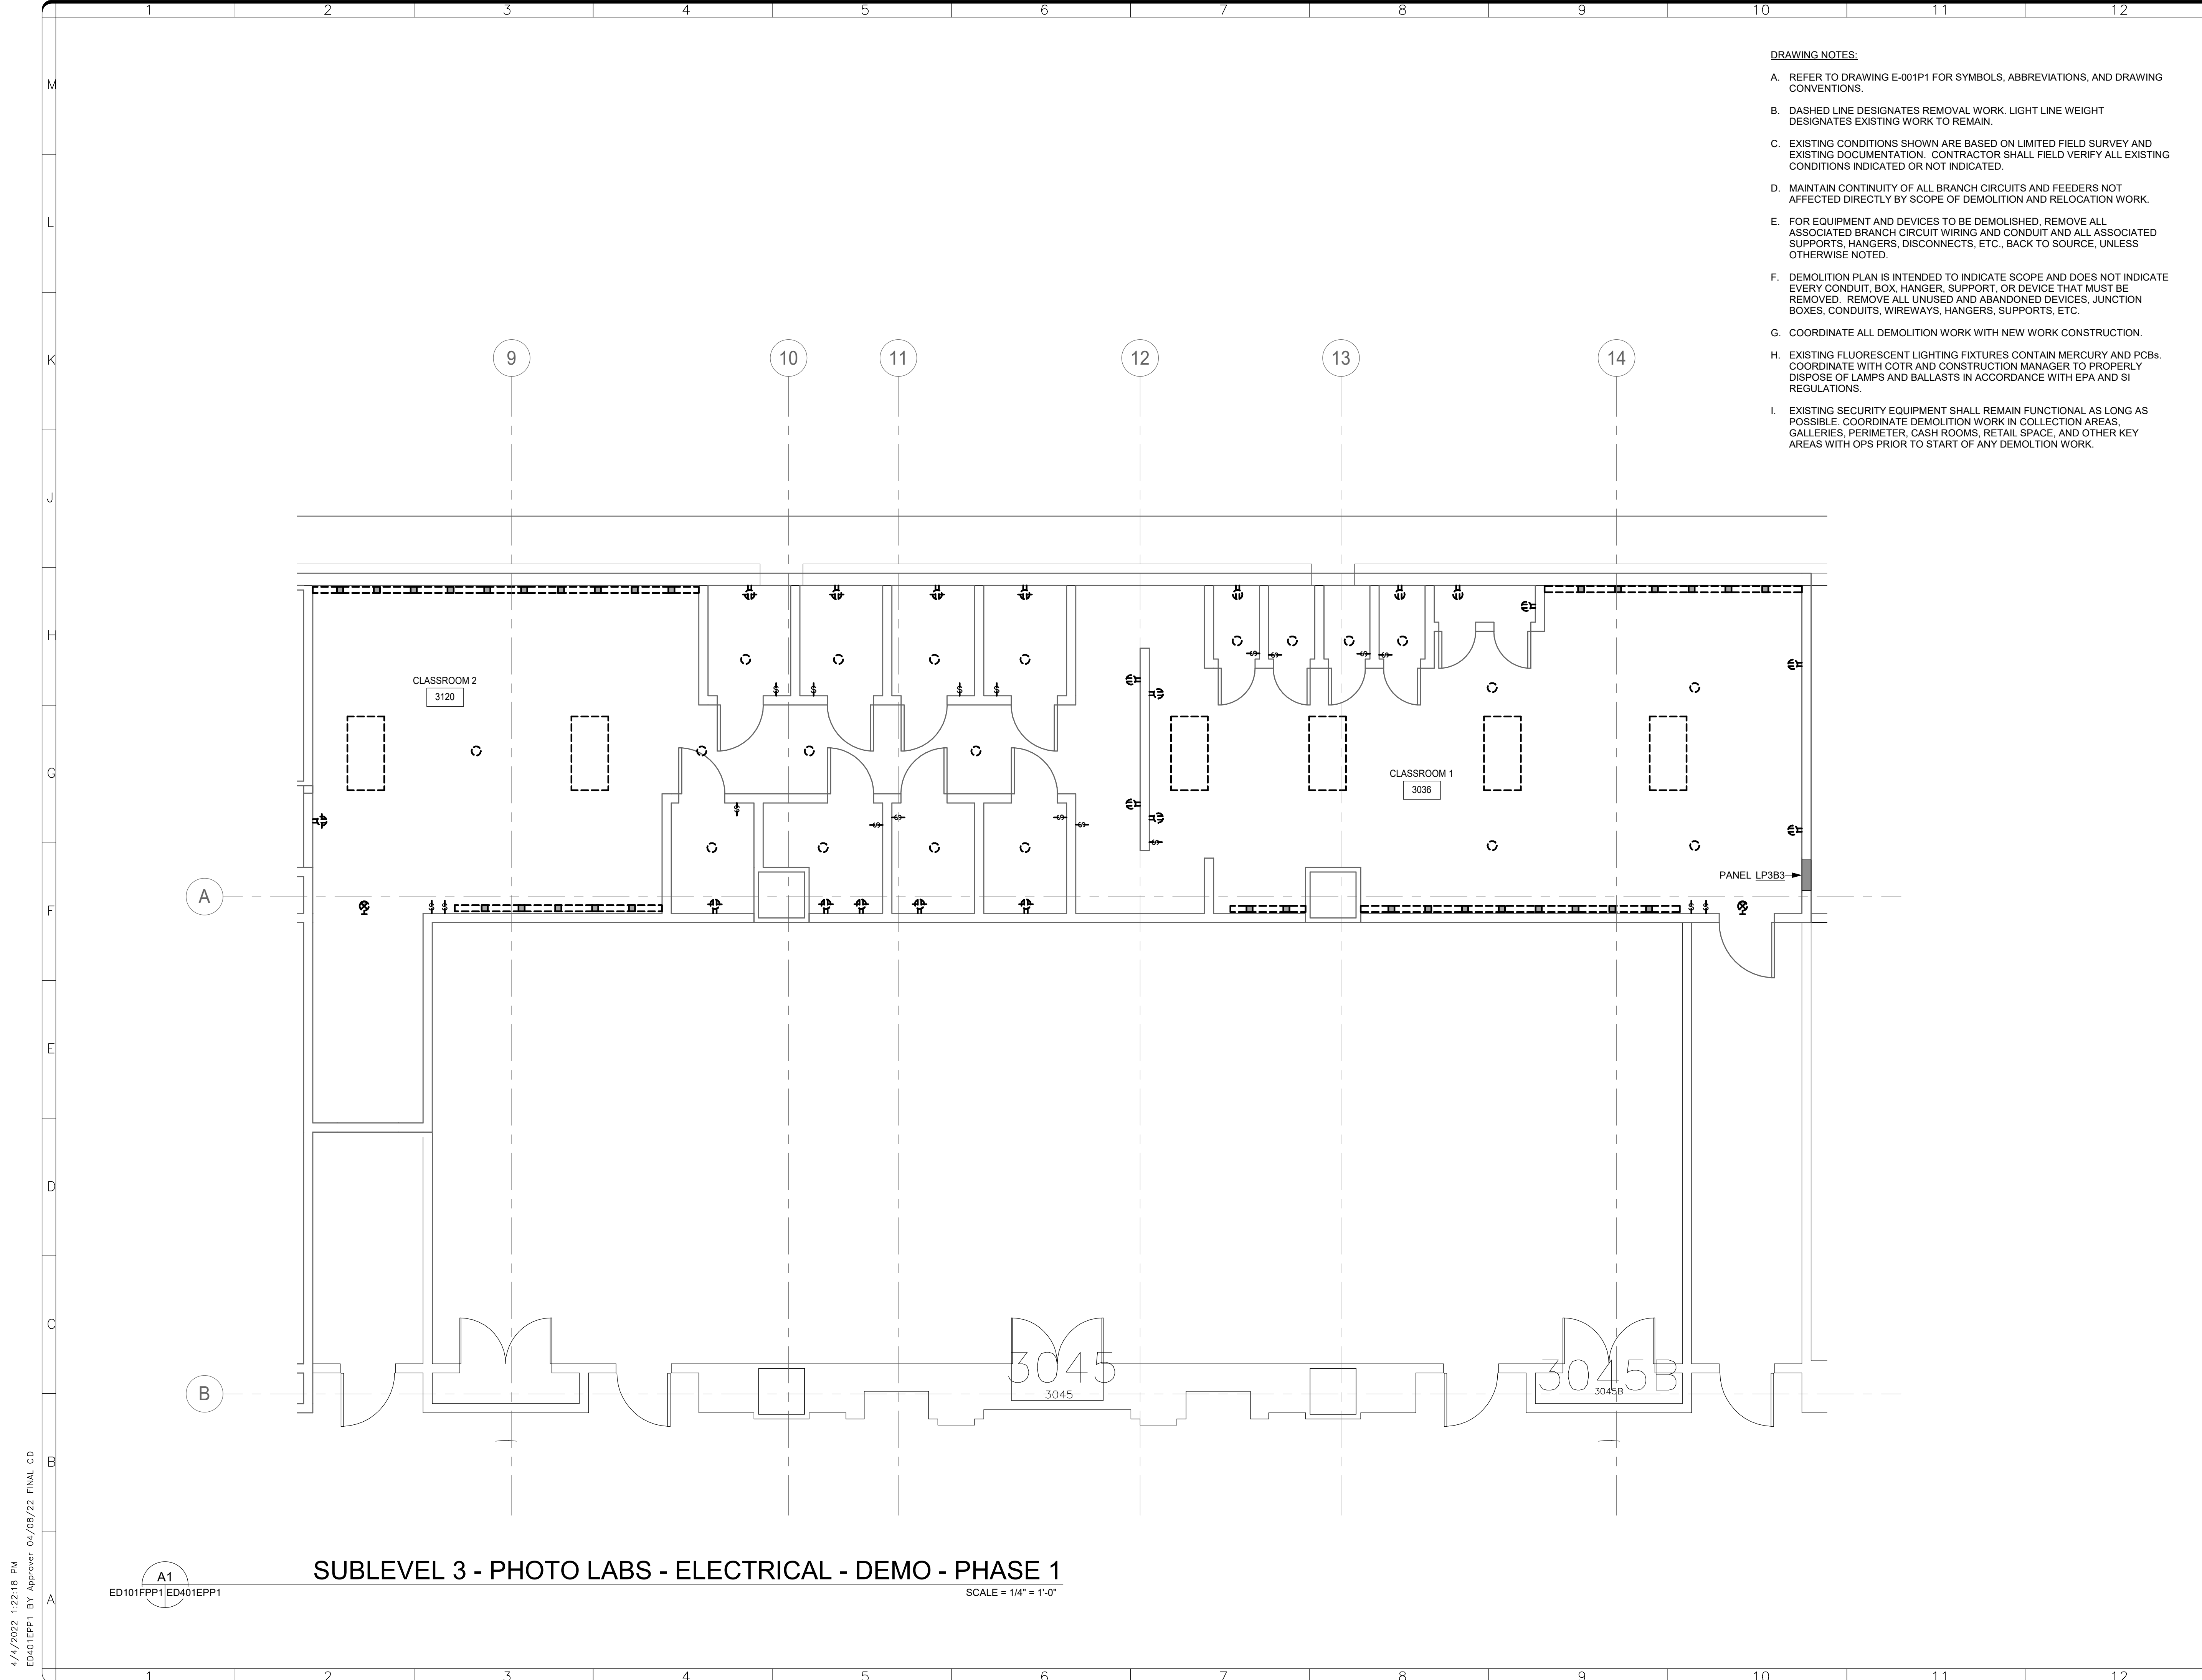 1 2 3 4 5 6 7 8 9 10 11 12
DRAWING NOTES:
A. REFER TO DRAWING E-001P1 FOR SYMBOLS, ABBREVIATIONS, AND DRAWING
CONVENTIONS.
B. DASHED LINE DESIGNATES REMOVAL WORK. LIGHT LINE WEIGHT
DESIGNATES EXISTING WORK TO REMAIN.
C. EXISTING CONDITIONS SHOWN ARE BASED ON LIMITED FIELD SURVEY AND
EXISTING DOCUMENTATION. CONTRACTOR SHALL FIELD VERIFY ALL EXISTING
CONDITIONS INDICATED OR NOT INDICATED.
D. MAINTAIN CONTINUITY OF ALL BRANCH CIRCUITS AND FEEDERS NOT
AFFECTED DIRECTLY BY SCOPE OF DEMOLITION AND RELOCATION WORK.
E. FOR EQUIPMENT AND DEVICES TO BE DEMOLISHED, REMOVE ALL
ASSOCIATED BRANCH CIRCUIT WIRING AND CONDUIT AND ALL ASSOCIATED
SUPPORTS, HANGERS, DISCONNECTS, ETC., BACK TO SOURCE, UNLESS
OTHERWISE NOTED.
F. DEMOLITION PLAN IS INTENDED TO INDICATE SCOPE AND DOES NOT INDICATE
EVERY CONDUIT, BOX, HANGER, SUPPORT, OR DEVICE THAT MUST BE
REMOVED. REMOVE ALL UNUSED AND ABANDONED DEVICES, JUNCTION
BOXES, CONDUITS, WIREWAYS, HANGERS, SUPPORTS, ETC.
G. COORDINATE ALL DEMOLITION WORK WITH NEW WORK CONSTRUCTION.
H. EXISTING FLUORESCENT LIGHTING FIXTURES CONTAIN MERCURY AND PCBs.
COORDINATE WITH COTR AND CONSTRUCTION MANAGER TO PROPERLY
DISPOSE OF LAMPS AND BALLASTS IN ACCORDANCE WITH EPA AND SI
REGULATIONS.
I. EXISTING SECURITY EQUIPMENT SHALL REMAIN FUNCTIONAL AS LONG AS
POSSIBLE. COORDINATE DEMOLITION WORK IN COLLECTION AREAS,
GALLERIES, PERIMETER, CASH ROOMS, RETAIL SPACE, AND OTHER KEY
AREAS WITH OPS PRIOR TO START OF ANY DEMOLTION WORK.
M
L
K
J
H
G
F
E
D
C
B
A
9 10 11 12 13 14
CLASSROOM 2
3120
CLASSROOM 1
3036
PANEL LP3B3
A
B
3045
3045
3045B
3045B
A1
ED101FPP1 ED401EPP1
SUBLEVEL 3 - PHOTO LABS - ELECTRICAL - DEMO - PHASE 1
SCALE = 1/4" = 1'-0"
4/4/2022 1:22:18 PM
ED401EPP1 BY Approver 04/08/22 FINAL CD
1 2 3 4 5 6 7 8 9 10 11 12